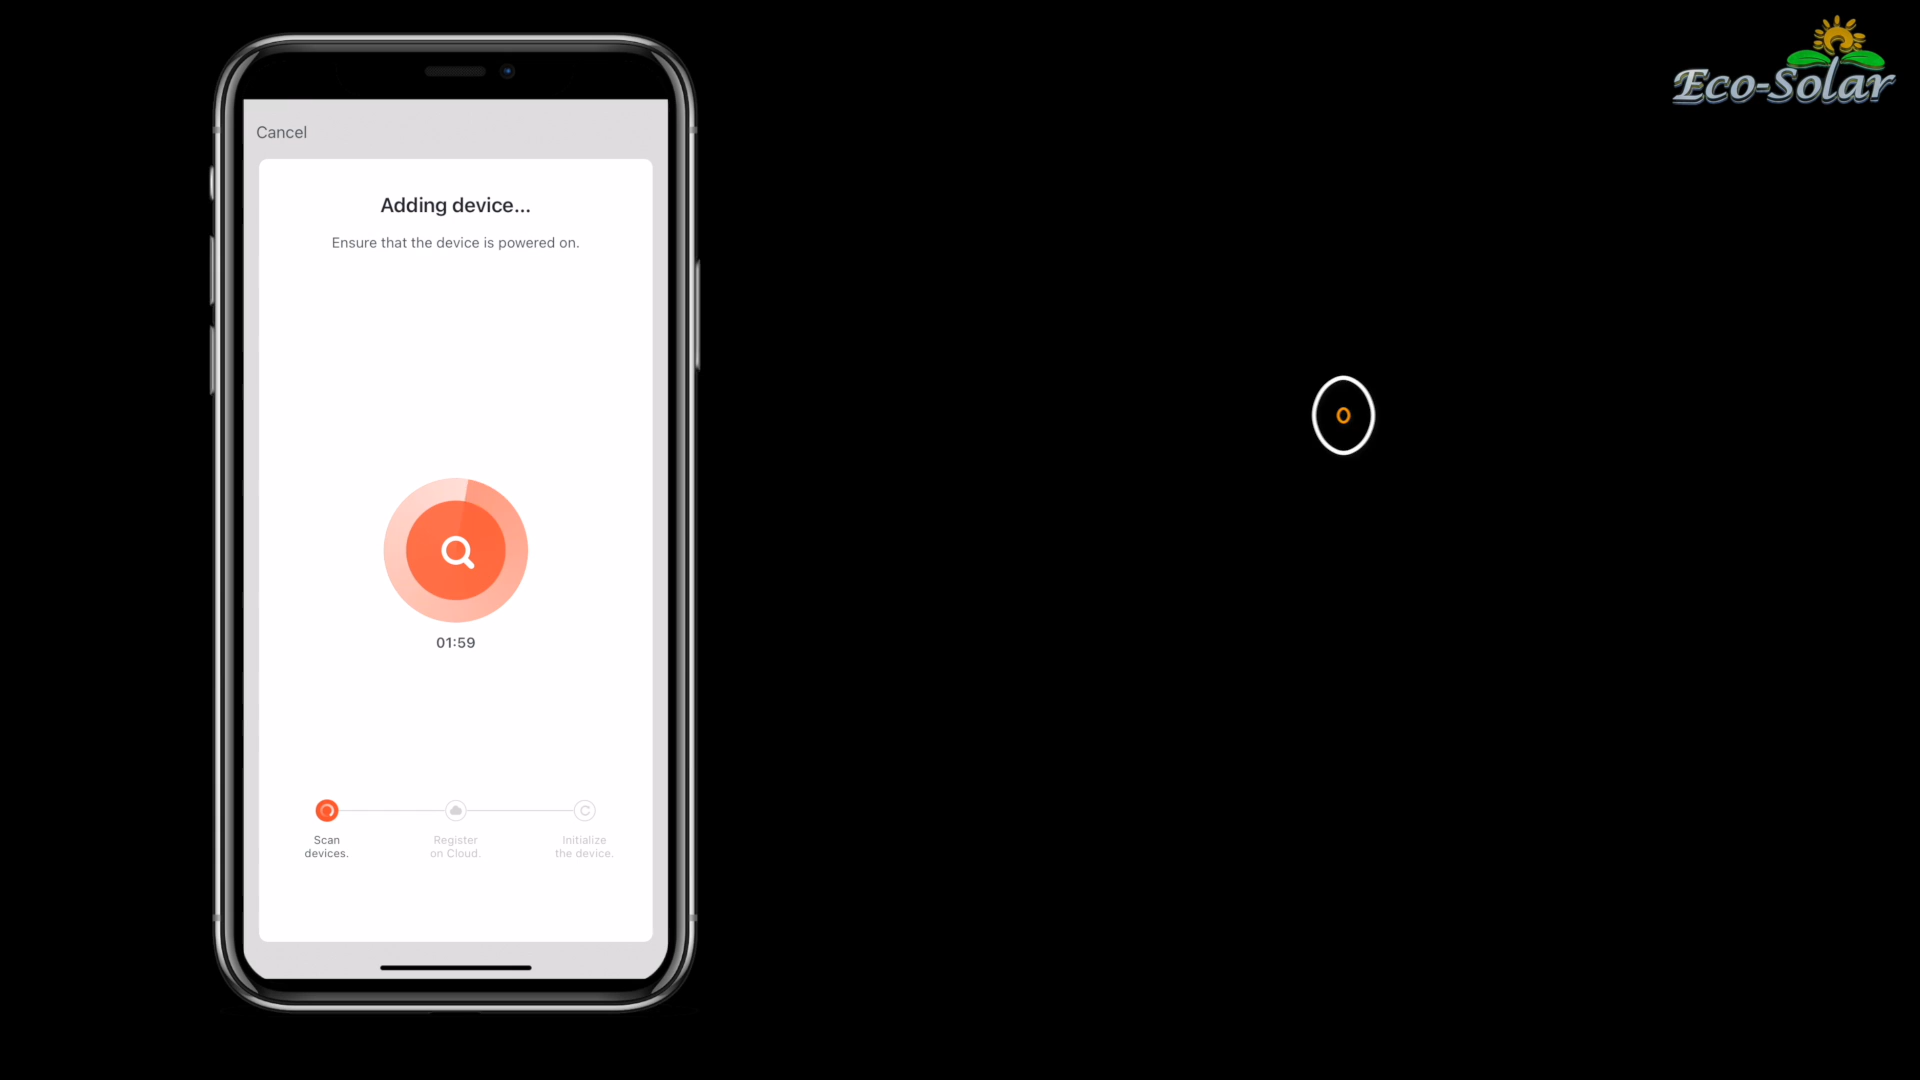 Eco-Solar
Cancel
Adding device...
Ensure that the device is powered on.
01:59
Scan
devices.
Register
on Cloud.
Initialize
the device.